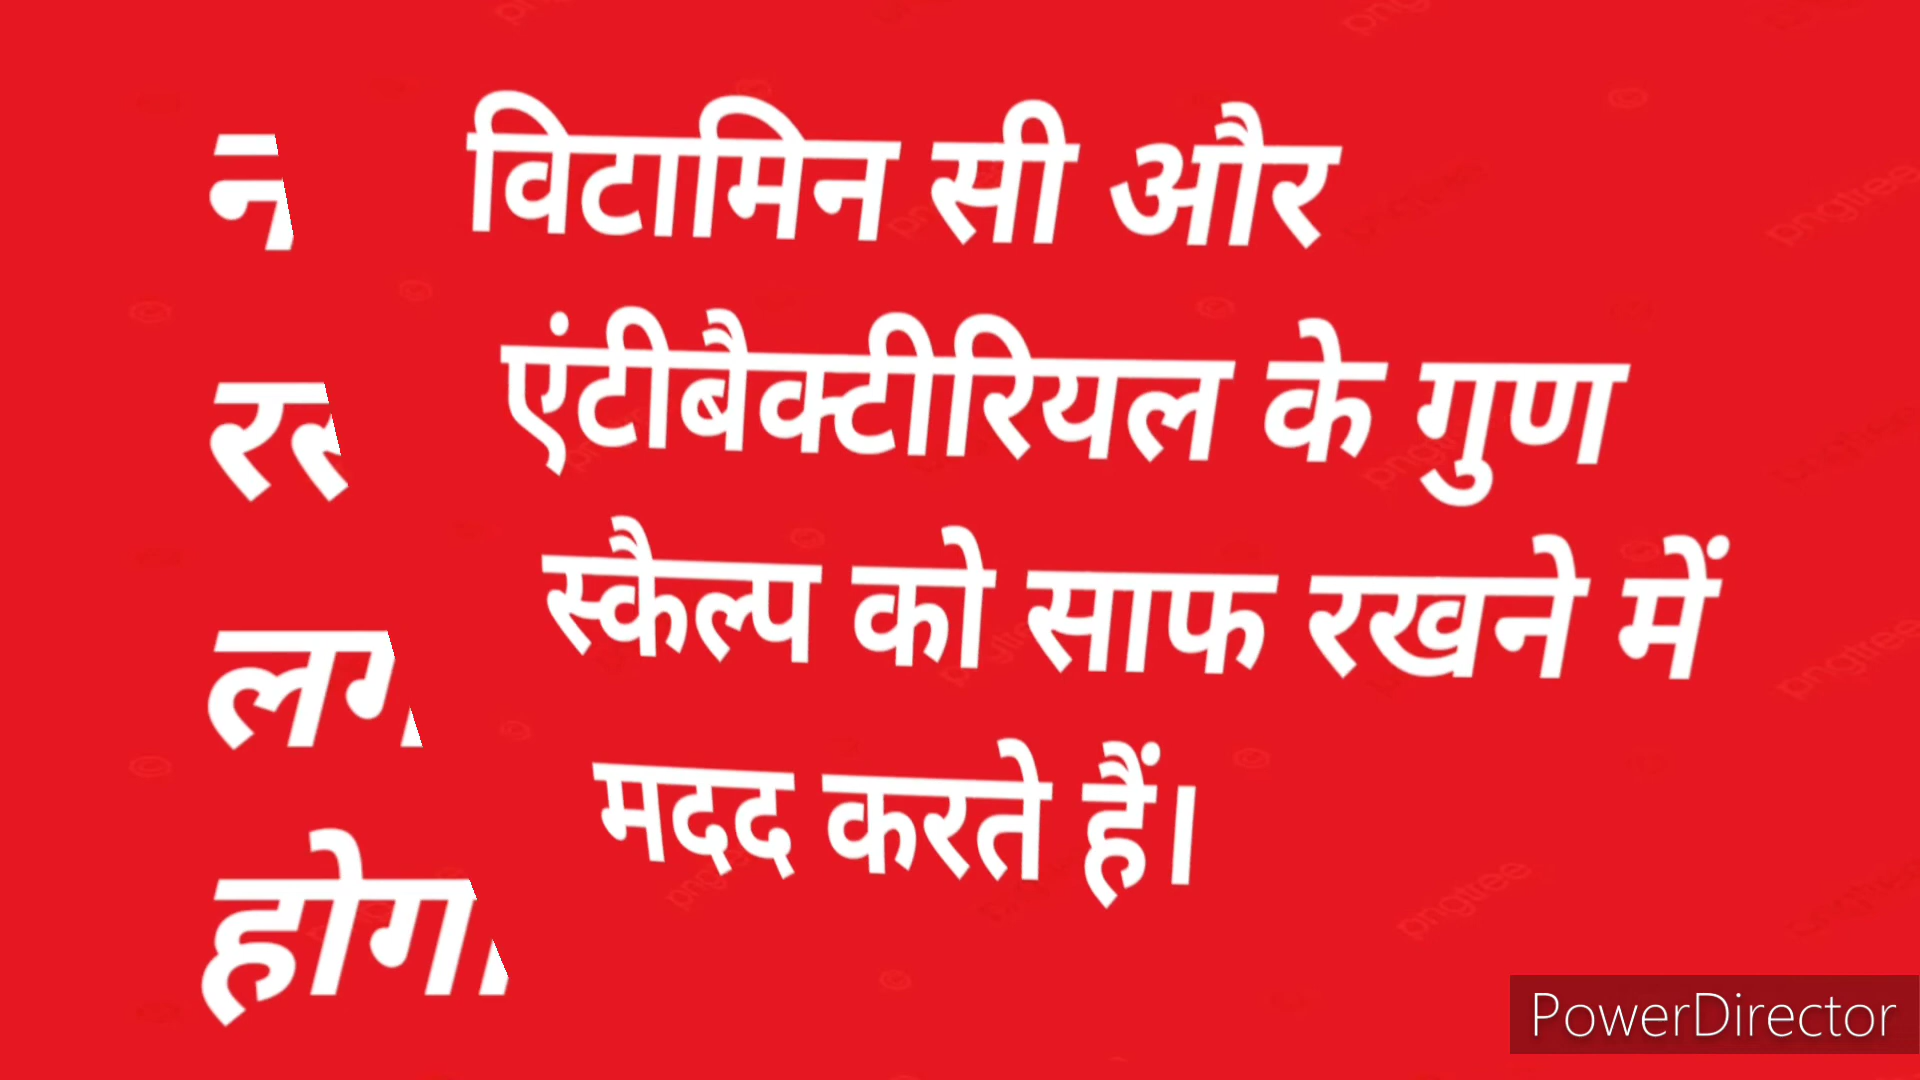 विटामिन सी और
एंटीबैक्टीरियल के गुण
स्कैल्प को साफ रखने में
मदद करते हैं।
PowerDirector